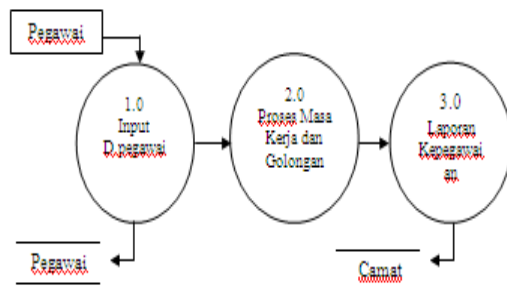 Pegawai
1.0
Input
D.pegawai
2.0
Proses Masa
Kerja dan
Golongan
3.0
Laporan
Kepegawai
an
Pegawai
Camat